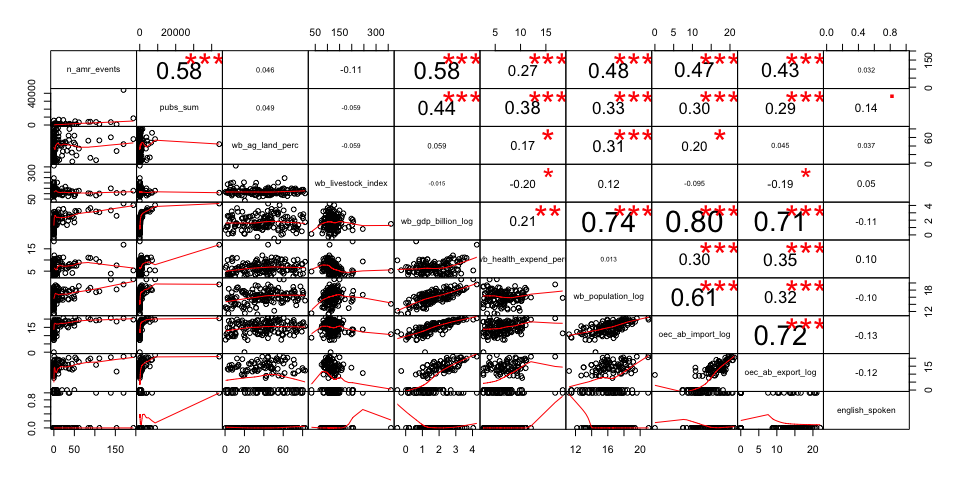 0 20000 50 150 300 5 10 15 0 10 20 0.0 0.4 0.8
n_amr_events 0.58 *** 0.046 -0.11 0.58 *** 0.27 *** 0.48 *** 0.47 *** 0.43 *** 0.032 0 150
0 40000 pubs_sum 0.049 -0.059 0.44 *** 0.38 *** 0.33 *** 0.30 *** 0.29 *** 0.14 .
wb_ag_land_perc -0.059 0.059 0.17 * 0.31 *** 0.20 * 0.045 0.037 0 60
50 300 wb_livestock_index -0.015 -0.20 * 0.12 -0.095 -0.19 * 0.05
wb_gdp_billion_log 0.21 ** 0.74 *** 0.80 *** 0.71 *** -0.11 0 2 4
5 15 0.013 0.30 *** 0.35 *** 0.10
wb_population_log 0.61 *** 0.32 *** -0.10 12 18
0 15 oec_ab_import_log 0.72 *** -0.13
oec_ab_export_log -0.12 0 15
0.0 0.8 english_spoken
0 50 150 0 20 60 0 1 2 3 4 12 16 20 0 5 10 20